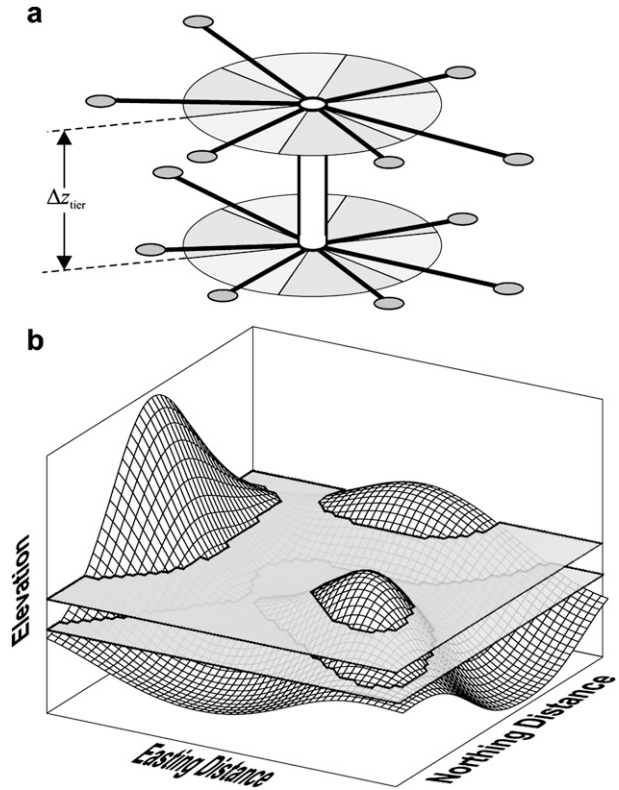 a
Δz_tier
b
Elevation
Easting Distance
Northing Distance